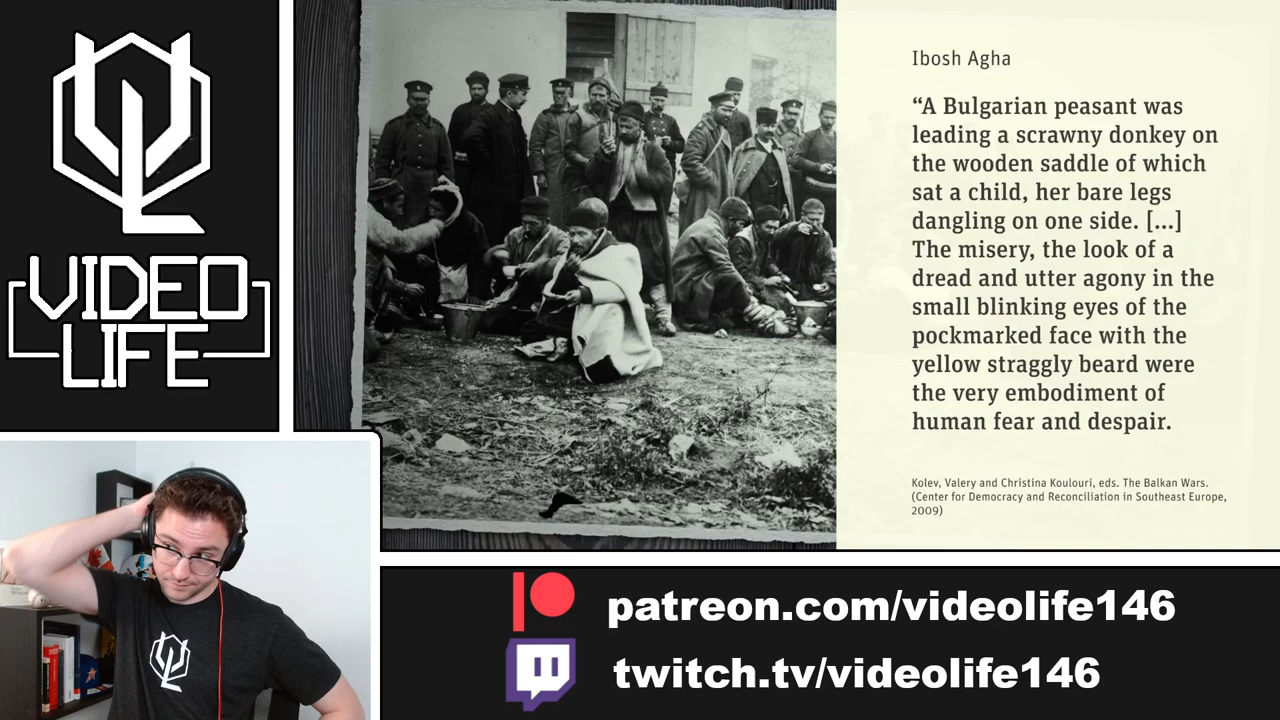 VIDEO
LIFE
Ibosh Agha
“A Bulgarian peasant was
leading a scrawny donkey on
the wooden saddle of which
sat a child, her bare legs
dangling on one side. [...]
The misery, the look of a
dread and utter agony in the
small blinking eyes of the
pockmarked face with the
yellow straggly beard were
the very embodiment of
human fear and despair.
Kolev, Valery and Christina Koulouri, eds. The Balkan Wars.
(Center for Democracy and Reconciliation in Southeast Europe,
2009)
patreon.com/videolife146
twitch.tv/videolife146